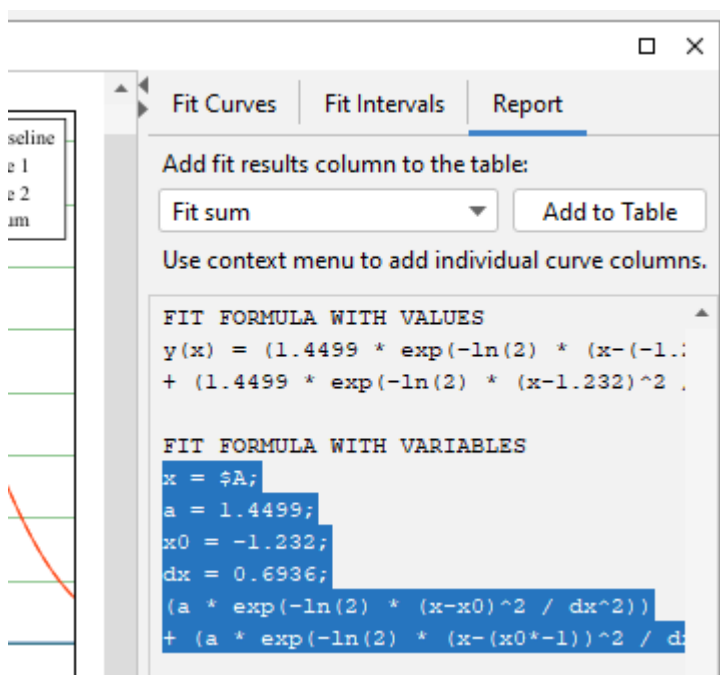 seline
e 1
e 2
ım
Fit Curves Fit Intervals Report
Add fit results column to the table:
Fit sum Add to Table
Use context menu to add individual curve columns.
FIT FORMULA WITH VALUES
y(x) = (1.4499 * exp(-ln(2) * (x-(-1.
+ (1.4499 * exp(-ln(2) * (x-1.232)^2
FIT FORMULA WITH VARIABLES
x = $A;
a = 1.4499;
x0 = -1.232;
dx = 0.6936;
(a * exp(-ln(2) * (x-x0)^2 / dx^2))
+ (a * exp(-ln(2) * (x-(x0*-1))^2 / d